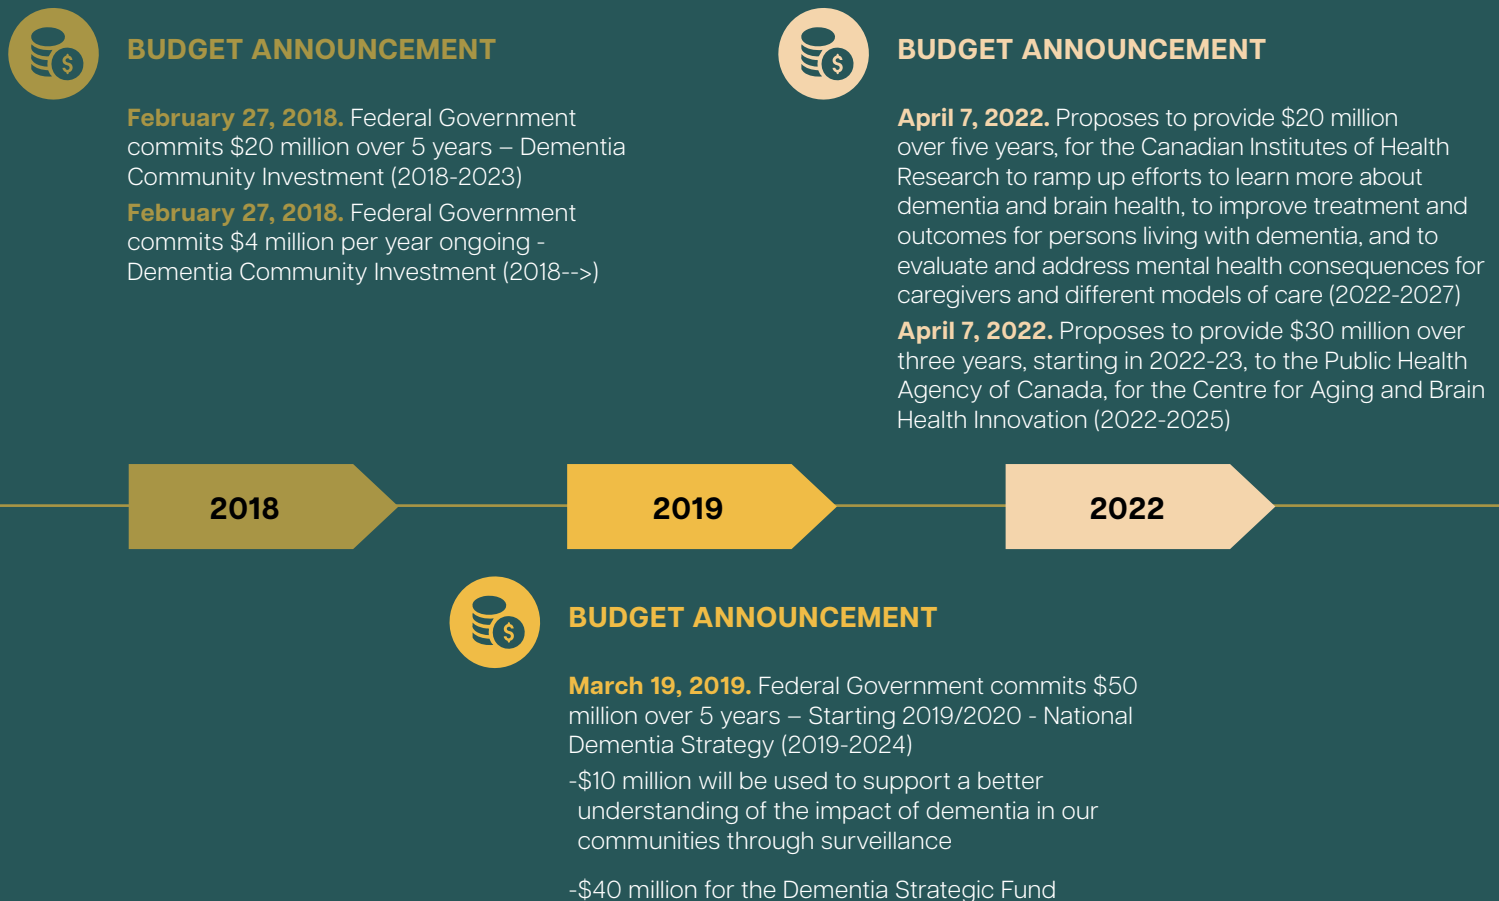 BUDGET ANNOUNCEMENT
February 27, 2018. Federal Government
commits $20 million over 5 years – Dementia
Community Investment (2018-2023)
February 27, 2018. Federal Government
commits $4 million per year ongoing -
Dementia Community Investment (2018-->)
BUDGET ANNOUNCEMENT
April 7, 2022. Proposes to provide $20 million
over five years, for the Canadian Institutes of Health
Research to ramp up efforts to learn more about
dementia and brain health, to improve treatment and
outcomes for persons living with dementia, and to
evaluate and address mental health consequences for
caregivers and different models of care (2022-2027)
April 7, 2022. Proposes to provide $30 million over
three years, starting in 2022-23, to the Public Health
Agency of Canada, for the Centre for Aging and Brain
Health Innovation (2022-2025)
2018
2019
2022
BUDGET ANNOUNCEMENT
March 19, 2019. Federal Government commits $50
million over 5 years – Starting 2019/2020 - National
Dementia Strategy (2019-2024)
-$10 million will be used to support a better
understanding of the impact of dementia in our
communities through surveillance
-$40 million for the Dementia Strategic Fund